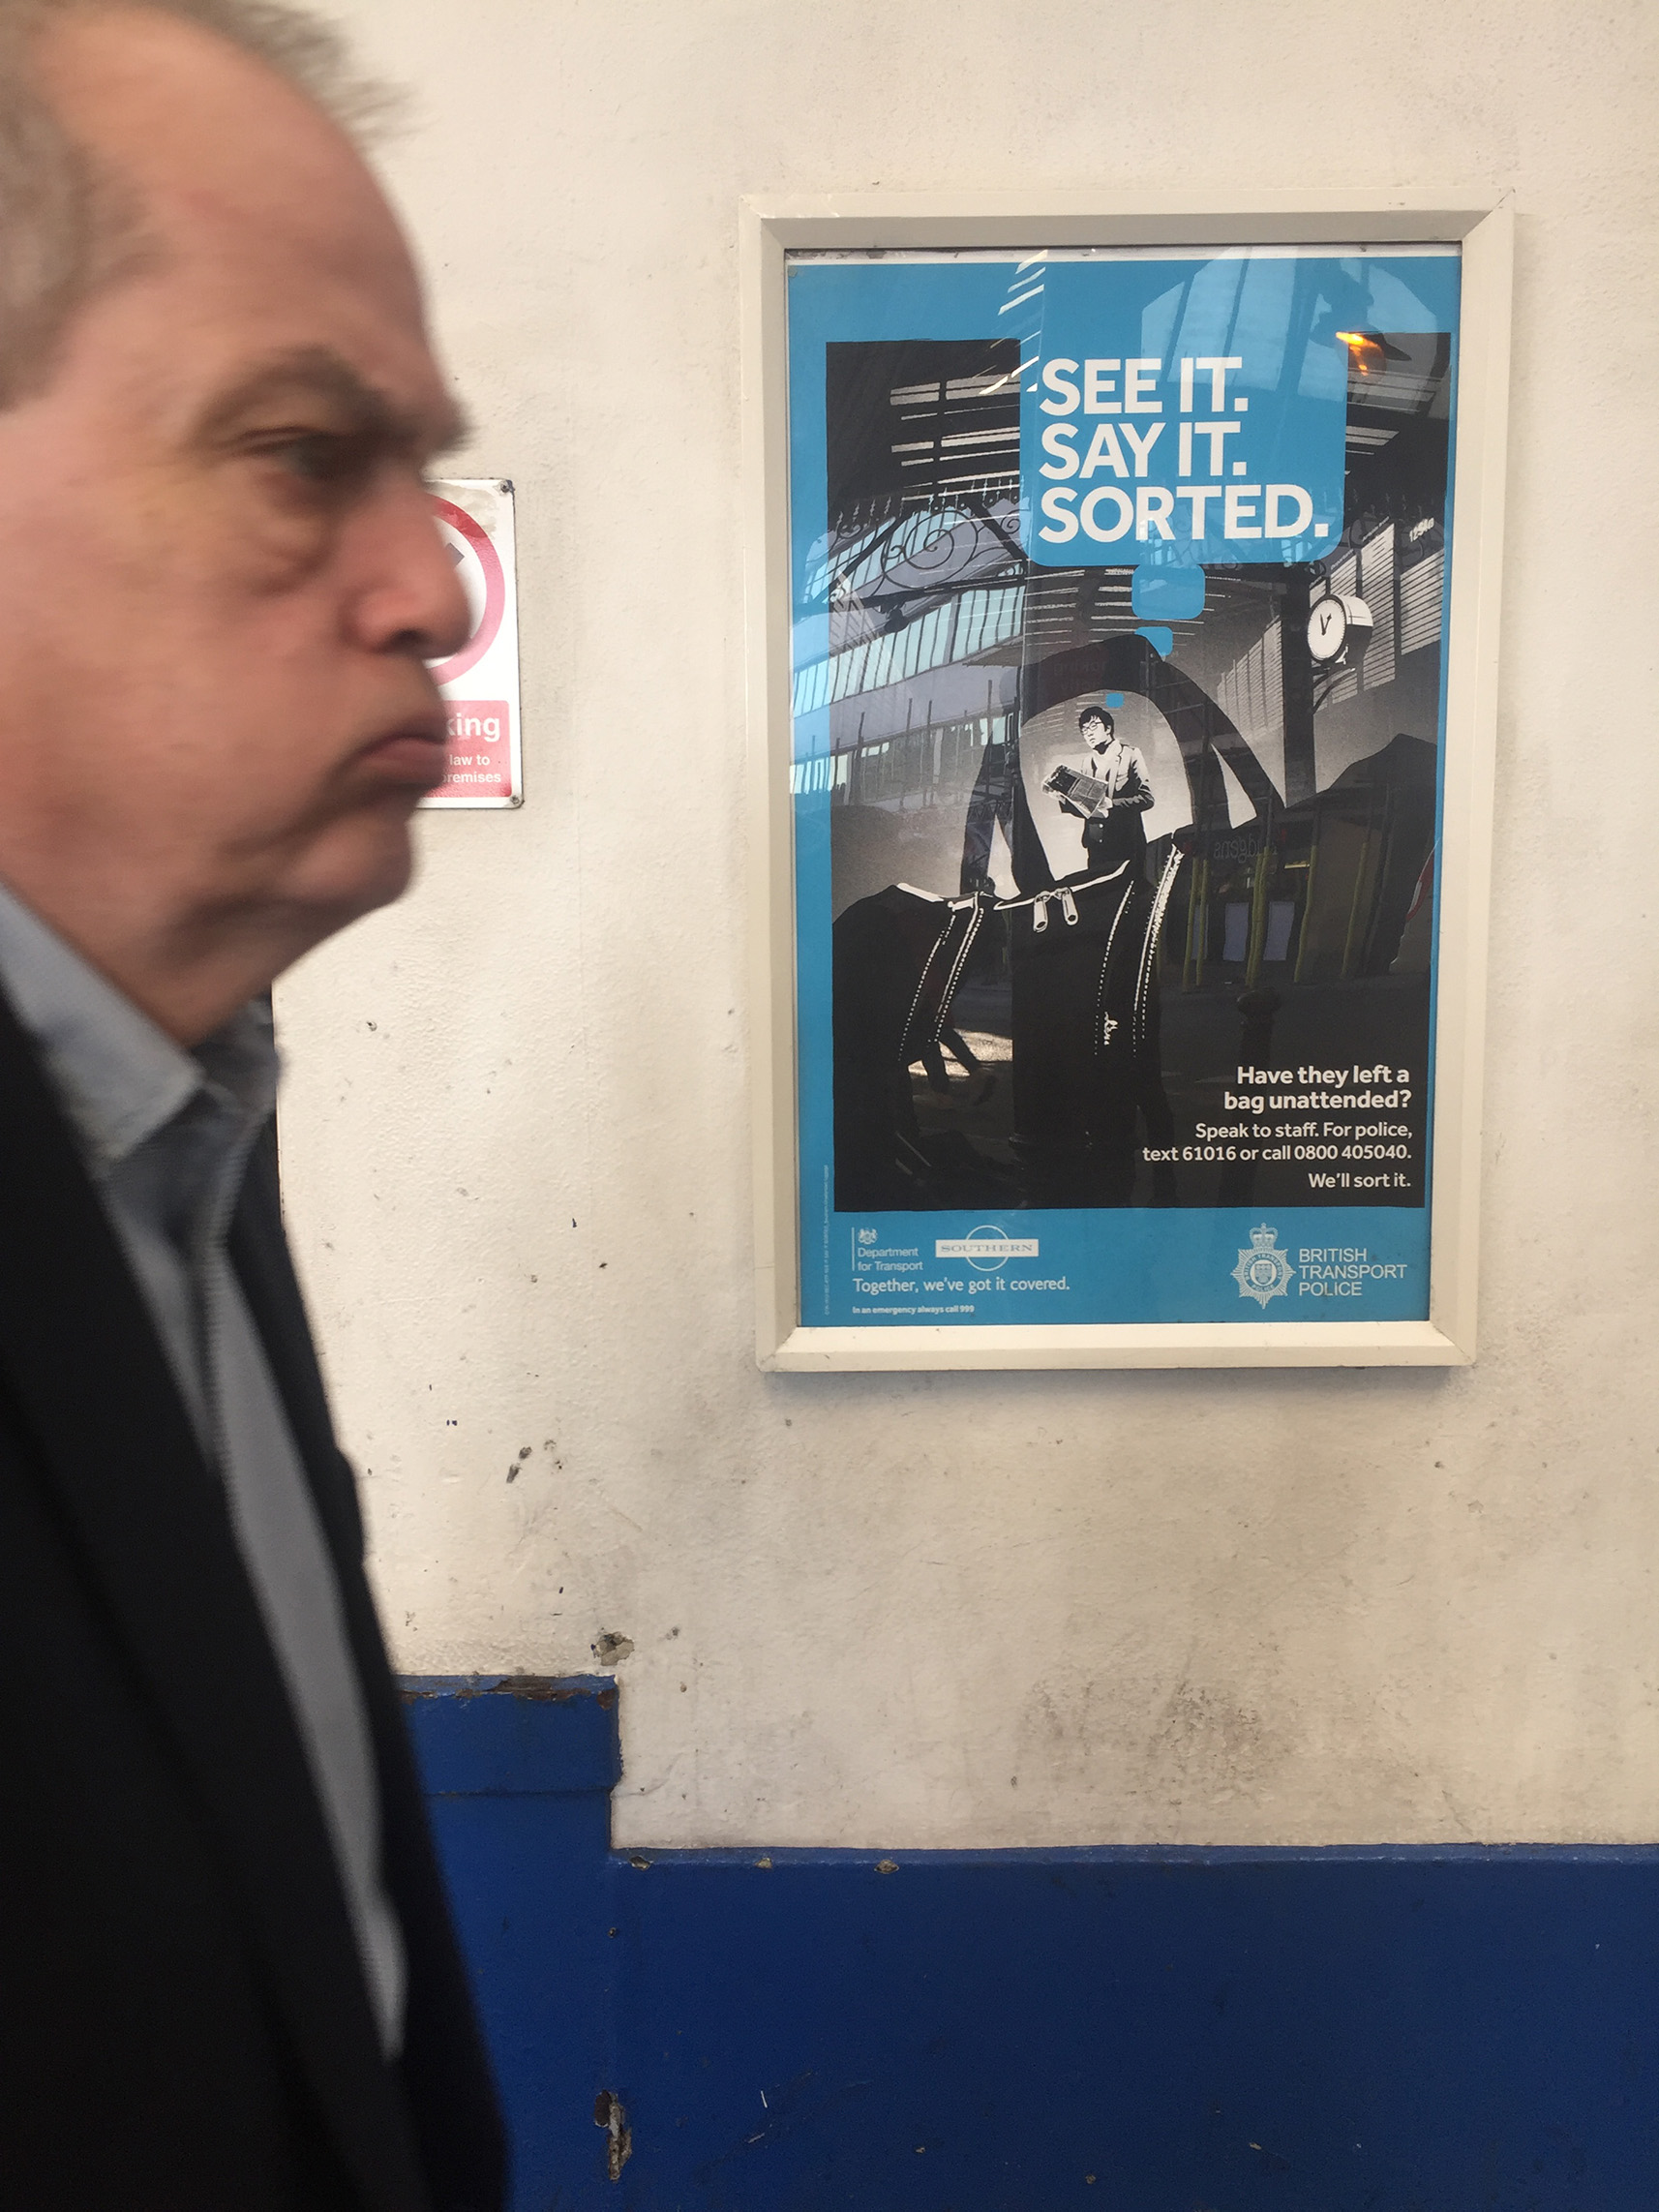 SEE IT.
SAY IT.
SORTED.
Have they left a
bag unattended?
Speak to staff. For police,
text 61016 or call 0800 405040.
We'll sort it.
Department
for Transport
SOUTHERN
Together, we've got it covered.
In an emergency always call 999
BRITISH
TRANSPORT
POLICE
king
law to
premises